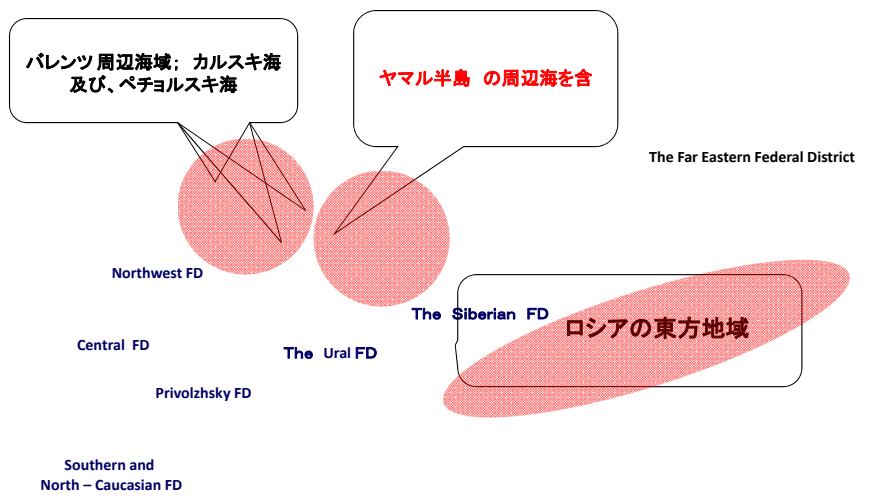 バレンツ 周辺海域； カルスキ海
及び、ペチョルスキ海
ヤマル半島　の周辺海を含
The Far Eastern Federal District
Northwest FD
The Siberian FD
ロシアの東方地域
Central FD
The Ural FD
Privolzhsky FD
Southern and
North – Caucasian FD